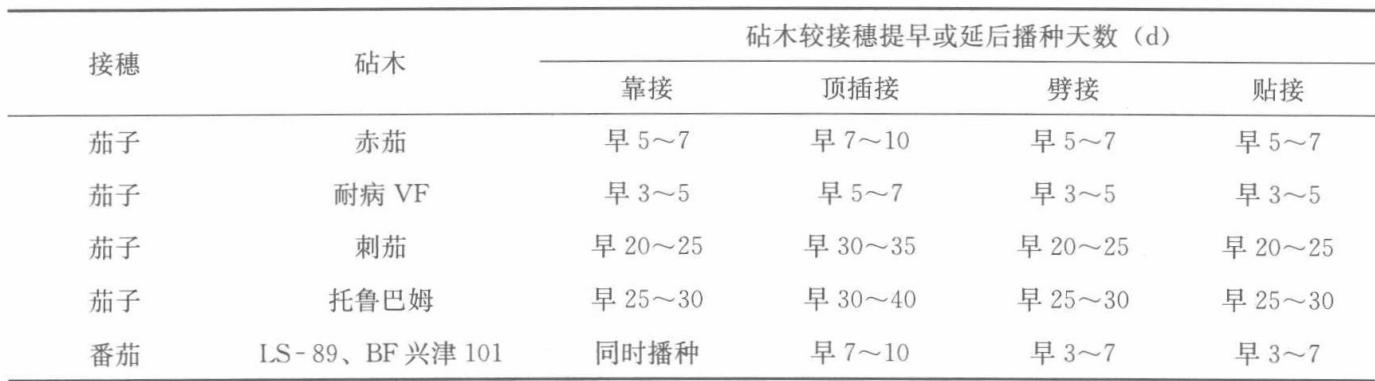 接穗 砧木 砧木较接穗提早或延后播种天数（d）
靠接 顶插接 劈接 贴接
茄子 赤茄 早 5～7 早 7～10 早 5～7 早 5～7
茄子 耐病 VF 早 3～5 早 5～7 早 3～5 早 3～5
茄子 刺茄 早 20～25 早 30～35 早 20～25 早 20～25
茄子 托鲁巴姆 早 25～30 早 30～40 早 25～30 早 25～30
番茄 LS-89、BF 兴津 101 同时播种 早 7～10 早 3～7 早 3～7